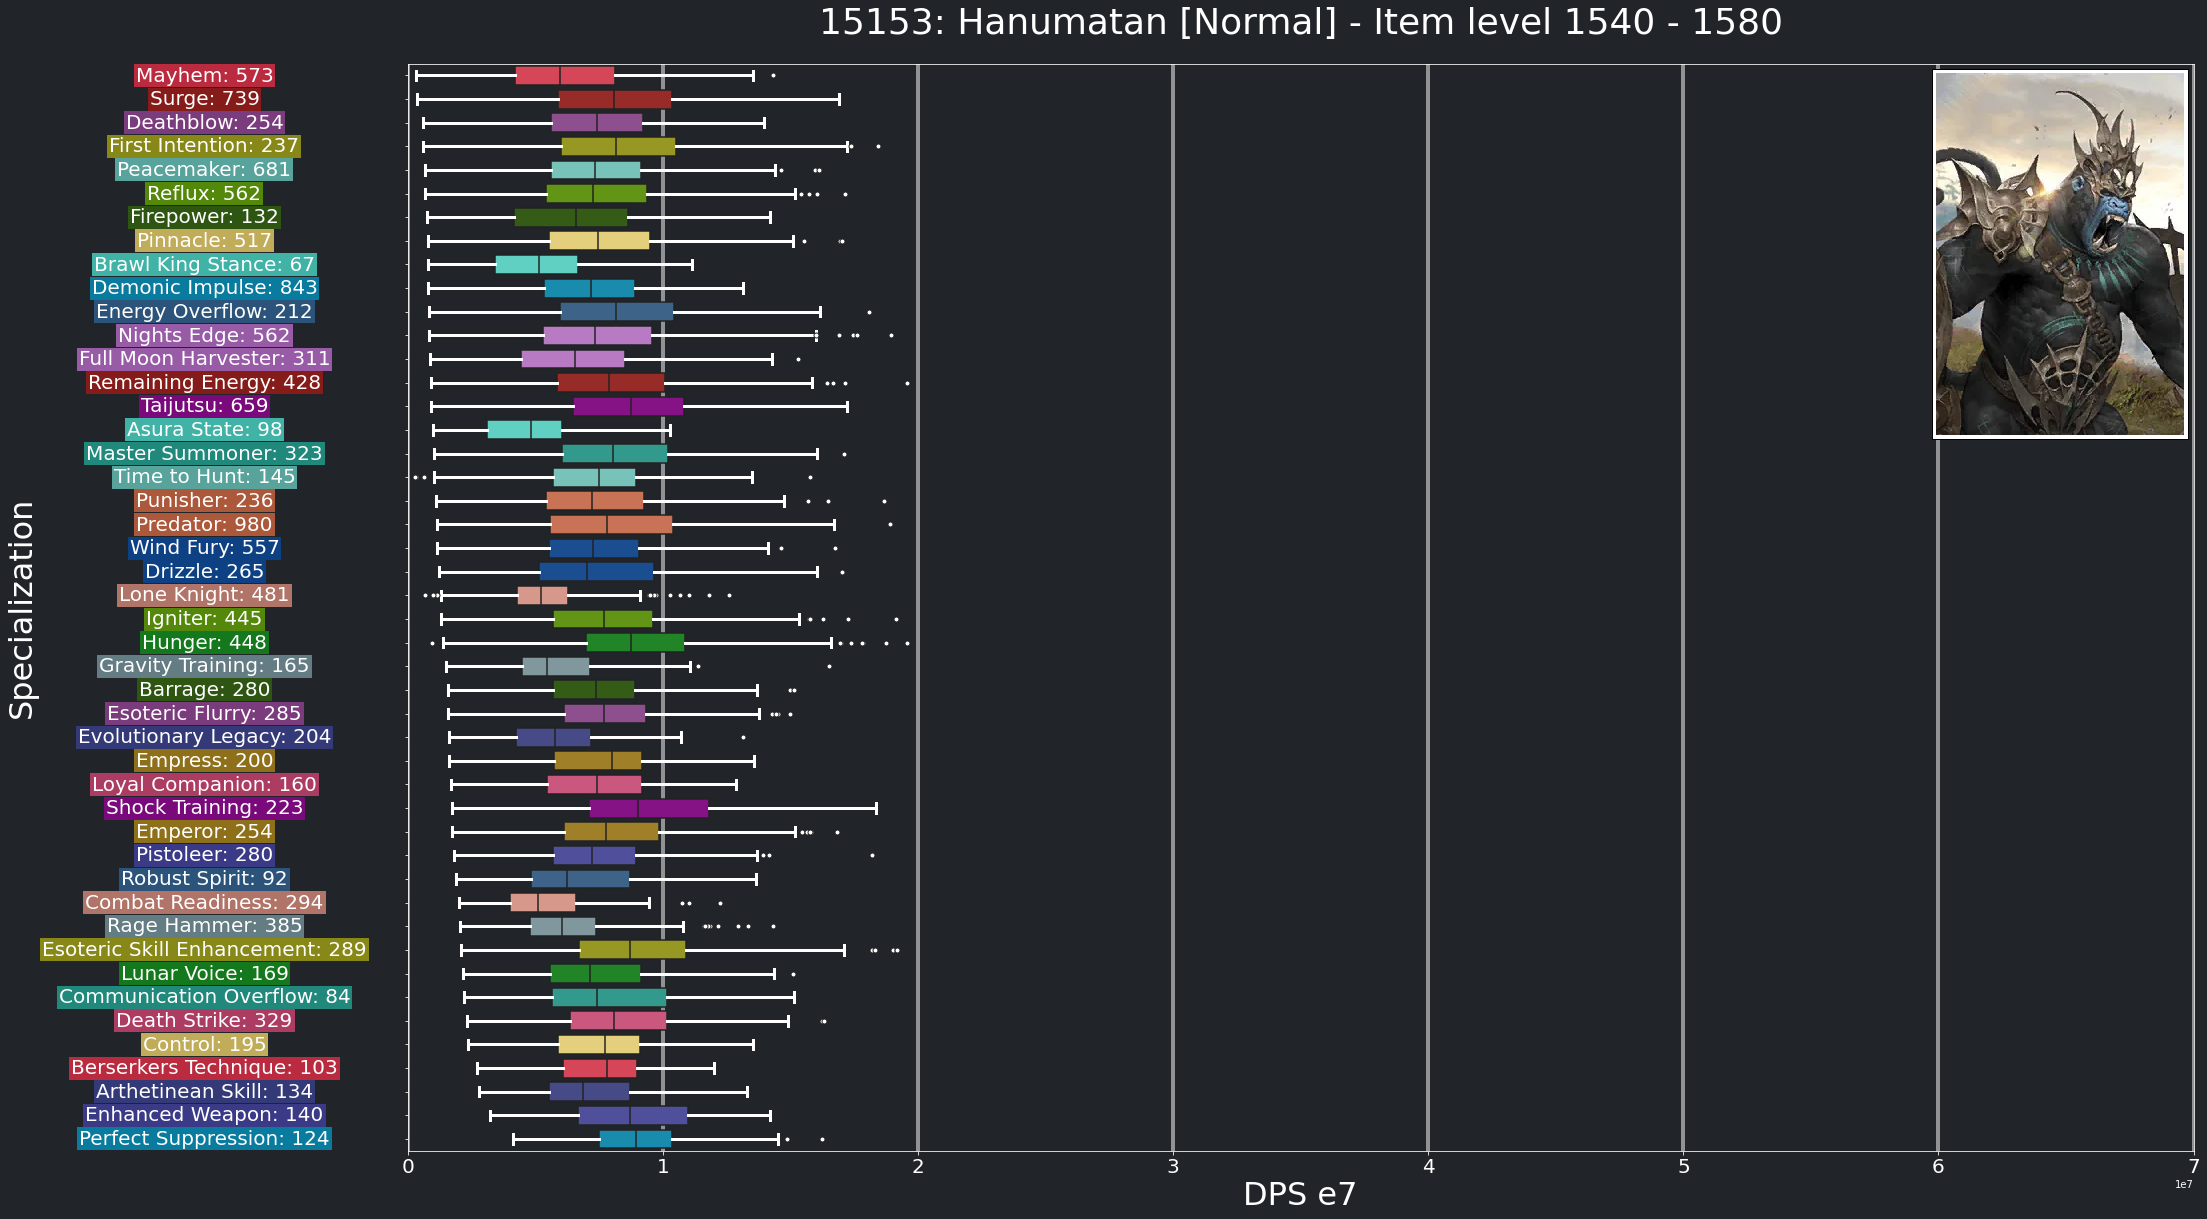 15153: Hanumatan [Normal] - Item level 1540 - 1580
Mayhem: 573
Surge: 739
Deathblow: 254
First Intention: 237
Peacemaker: 681
Reflux: 562
Firepower: 132
Pinnacle: 517
Brawl King Stance: 67
Demonic Impulse: 843
Energy Overflow: 212
Nights Edge: 562
Full Moon Harvester: 311
Remaining Energy: 428
Taijutsu: 659
Asura State: 98
Master Summoner: 323
Time to Hunt: 145
Punisher: 236
Predator: 980
Wind Fury: 557
Drizzle: 265
Lone Knight: 481
Igniter: 445
Hunger: 448
Gravity Training: 165
Barrage: 280
Esoteric Flurry: 285
Evolutionary Legacy: 204
Empress: 200
Loyal Companion: 160
Shock Training: 223
Emperor: 254
Pistoleer: 280
Robust Spirit: 92
Combat Readiness: 294
Rage Hammer: 385
Esoteric Skill Enhancement: 289
Lunar Voice: 169
Communication Overflow: 84
Death Strike: 329
Control: 195
Berserkers Technique: 103
Arthetinean Skill: 134
Enhanced Weapon: 140
Perfect Suppression: 124
Specialization
0 1 2 3 4 5 6 7
1e7
DPS e7